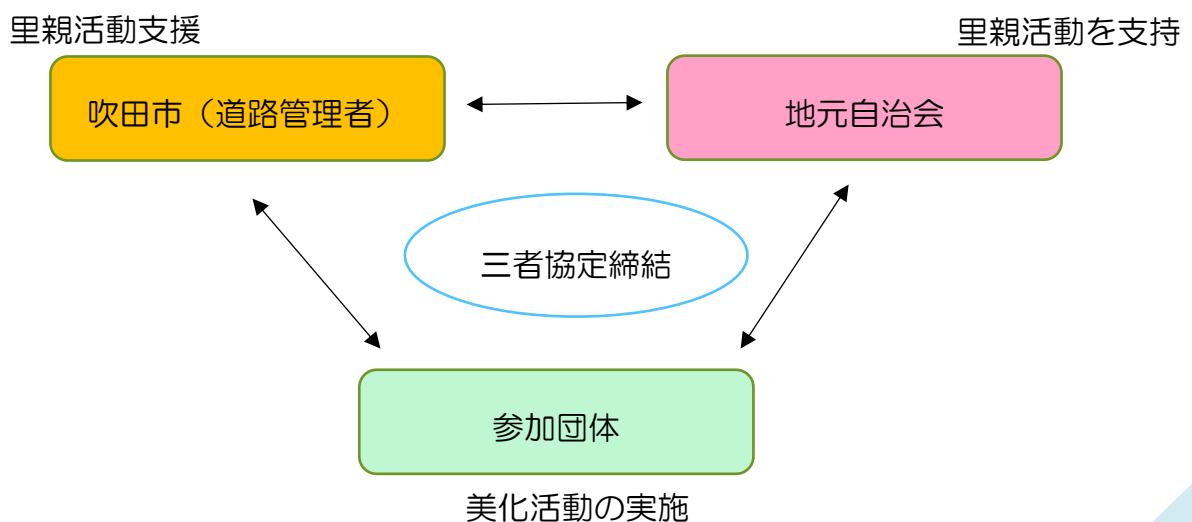 里親活動支援
里親活動を支持
吹田市（道路管理者）
地元自治会
三者協定締結
参加団体
美化活動の実施